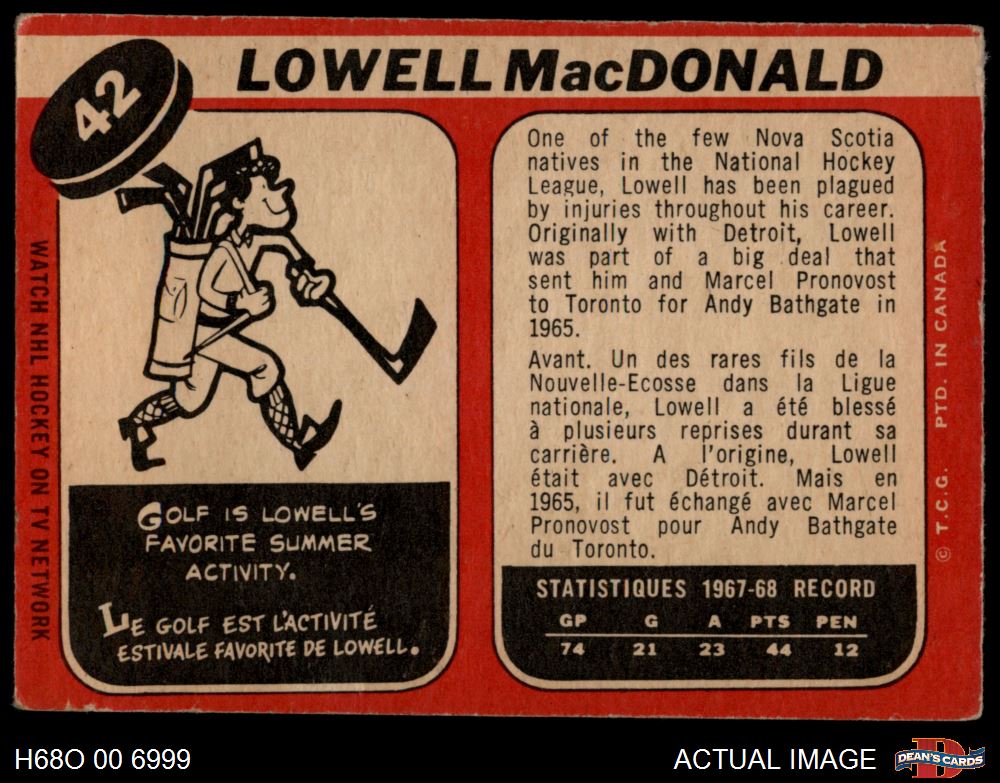 42
LOWELL MacDONALD
WATCH NHL HOCKEY ON TV NETWORK
GOLF IS LOWELL'S
FAVORITE SUMMER
ACTIVITY.
LE GOLF EST L'ACTIVITÉ
ESTIVALE FAVORITE DE LOWELL.
One of the few Nova Scotia
natives in the National Hockey
League, Lowell has been plagued
by injuries throughout his career.
Originally with Detroit, Lowell
was part of a big deal that
sent him and Marcel Pronovost
to Toronto for Andy Bathgate in
1965.
Avant. Un des rares fils de la
Nouvelle-Ecosse dans la Ligue
nationale, Lowell a été blessé
à plusieurs reprises durant sa
carrière. A l'origine, Lowell
était avec Détroit. Mais en
1965, il fut échangé avec Marcel
Pronovost pour Andy Bathgate
du Toronto.
STATISTIQUES 1967-68 RECORD
GP G A PTS PEN
74 21 23 44 12
© T.C.G. PTD. IN CANADA
H68O 00 6999
ACTUAL IMAGE
D
DEAN'S CARDS